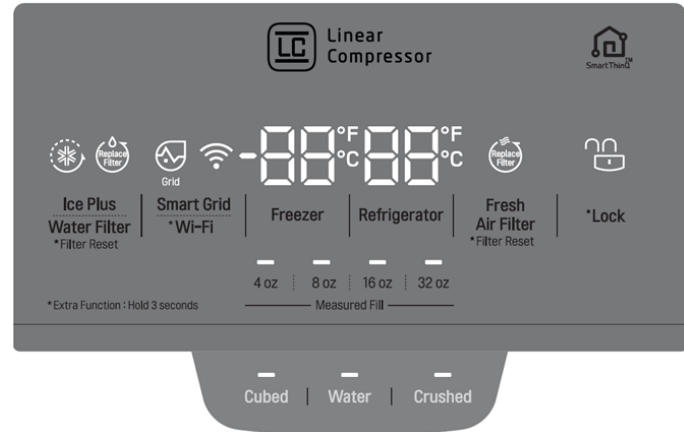 LC Linear
Compressor
SmartThinQ™
Replace
Filter
Grid
-88°F
°C
88°F
°C
Replace
Filter
Ice Plus
Water Filter
*Filter Reset
Smart Grid
*Wi-Fi
Freezer
Refrigerator
Fresh
Air Filter
*Filter Reset
*Lock
4 oz 8 oz 16 oz 32 oz
*Extra Function : Hold 3 seconds
Measured Fill
Cubed | Water | Crushed